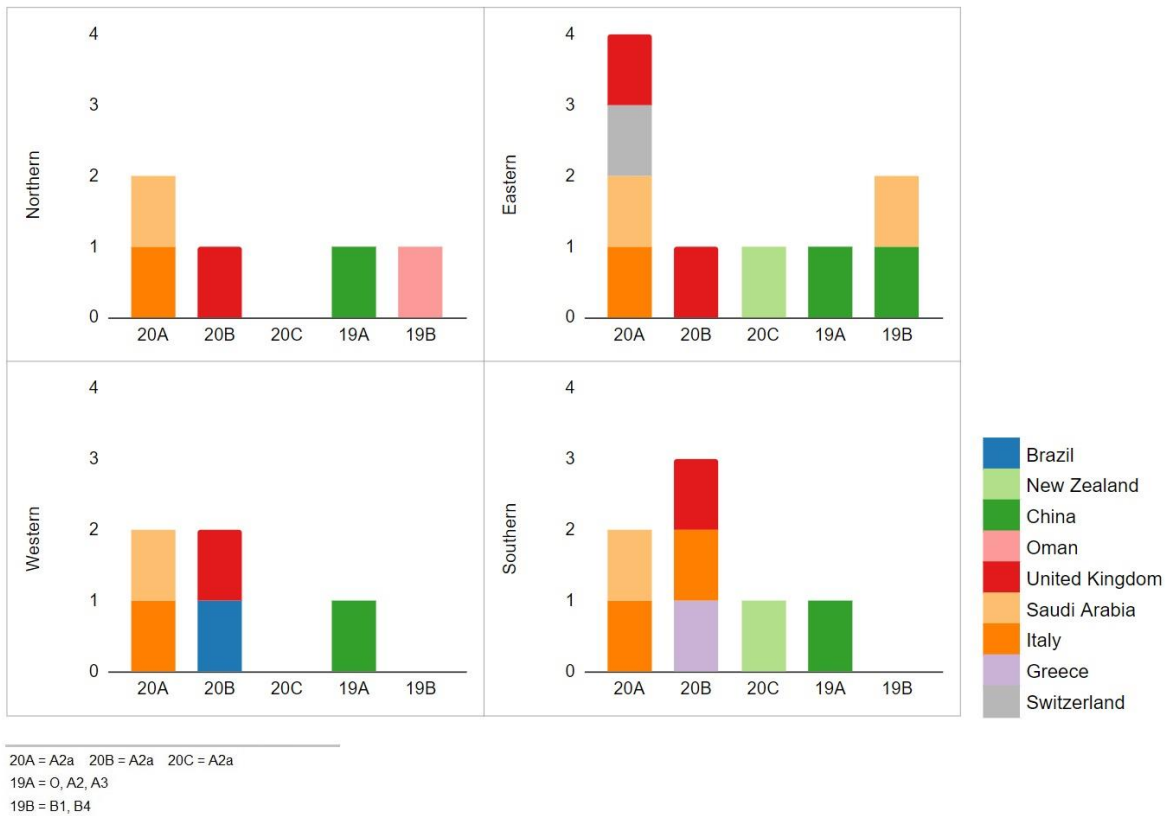 4
3
2
1
0
Northern
20A 20B 20C 19A 19B
4
3
2
1
0
Eastern
20A 20B 20C 19A 19B
4
3
2
1
0
Western
20A 20B 20C 19A 19B
4
3
2
1
0
Southern
20A 20B 20C 19A 19B
Brazil
New Zealand
China
Oman
United Kingdom
Saudi Arabia
Italy
Greece
Switzerland
20A = A2a 20B = A2a 20C = A2a
19A = O, A2, A3
19B = B1, B4